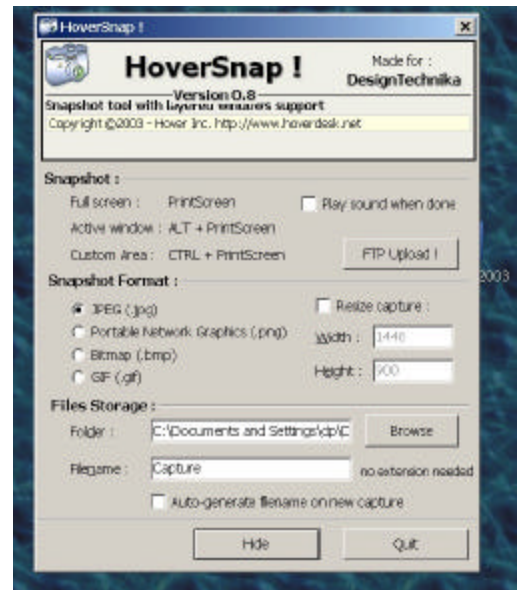 HoverSnap !
HoverSnap !
Made for :
DesignTechnika
Version 0.8
Snapshot tool with layered windows support
Copyright ©2003 - Hover Inc. http://www.hoverdesk.net
Snapshot :
Full screen : PrintScreen
Play sound when done
Active window : ALT + PrintScreen
Custom Area : CTRL + PrintScreen
FTP Upload !
2003
Snapshot Format :
JPEG (.jpg)
Resize capture :
Portable Network Graphics (.png)
Width : 1440
Bitmap (.bmp)
Height : 900
GIF (.gif)
Files Storage :
Folder : C:\Documents and Settings\dp\D
Browse
Filename : Capture
no extension needed
Auto-generate filename on new capture
Hide
Quit